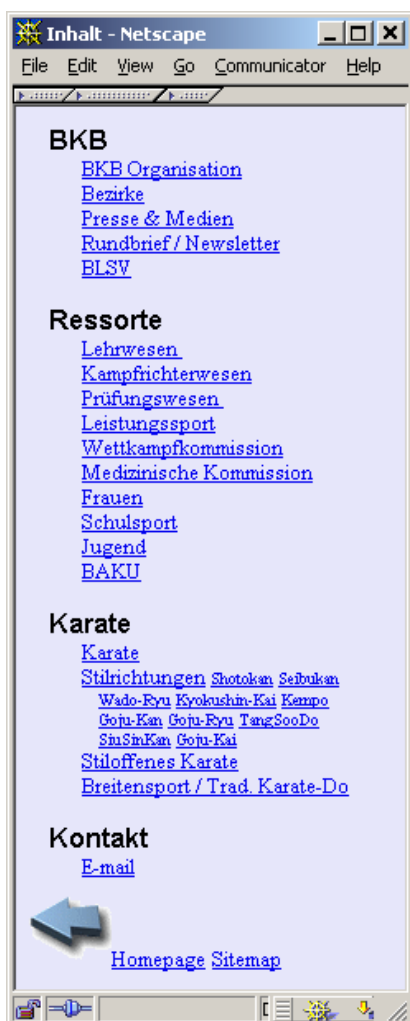 Inhalt - Netscape
File Edit View Go Communicator Help
BKB
BKB Organisation
Bezirke
Presse & Medien
Rundbrief / Newsletter
BLSV
Ressorte
Lehrwesen
Kampfrichterwesen
Prüfungswesen
Leistungssport
Wettkampfkommission
Medizinische Kommission
Frauen
Schulsport
Jugend
BAKU
Karate
Karate
Stilrichtungen Shotokan Seibukan
Wado-Ryu Kyokushin-Kai Kempo
Goju-Kan Goju-Ryu TangSooDo
SiuSinKan Goju-Kai
Stiloffenes Karate
Breitensport / Trad. Karate-Do
Kontakt
E-mail
Homepage Sitemap